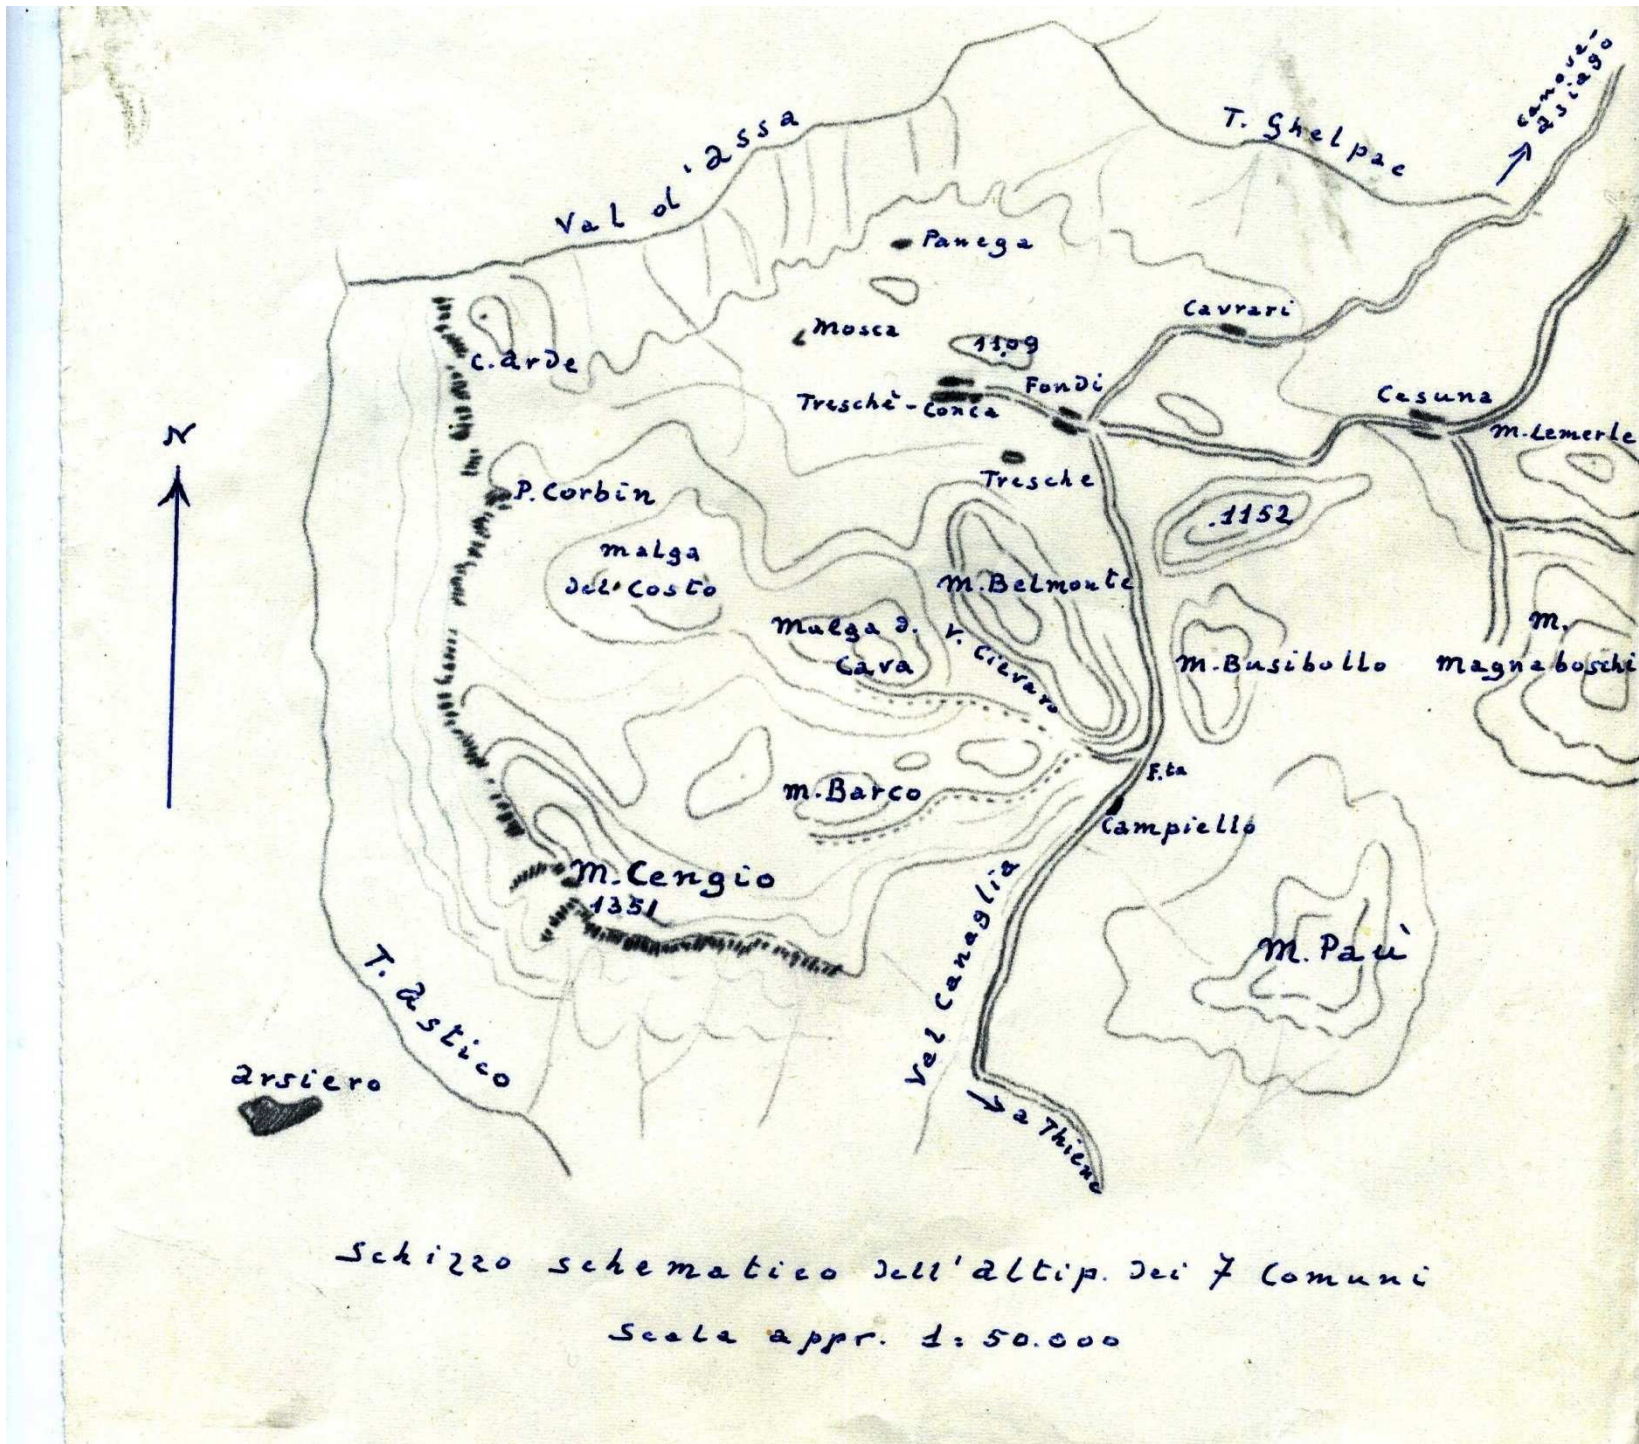 canove-
asiago
T. Ghelpac
Val d'assa
Panega
Cavrari
Mosca
1109
C. arde
Fondi
Treschè-Conca
Cesuna
M. Lemerle
N
Tresche
P. Corbin
.1152
malga
del Costo
M. Belmonte
Malga d.
Cava
V. Cievaro
M. Busibollo
M.
Magnaboschi
M. Barco
F.ta
Campiello
M. Cengio
1351
Val Canaglia
M. Paù
T. astico
arsiero
a Thiene
Schizzo schematico dell'altip. dei 7 Comuni
Scala appr. 1:50.000